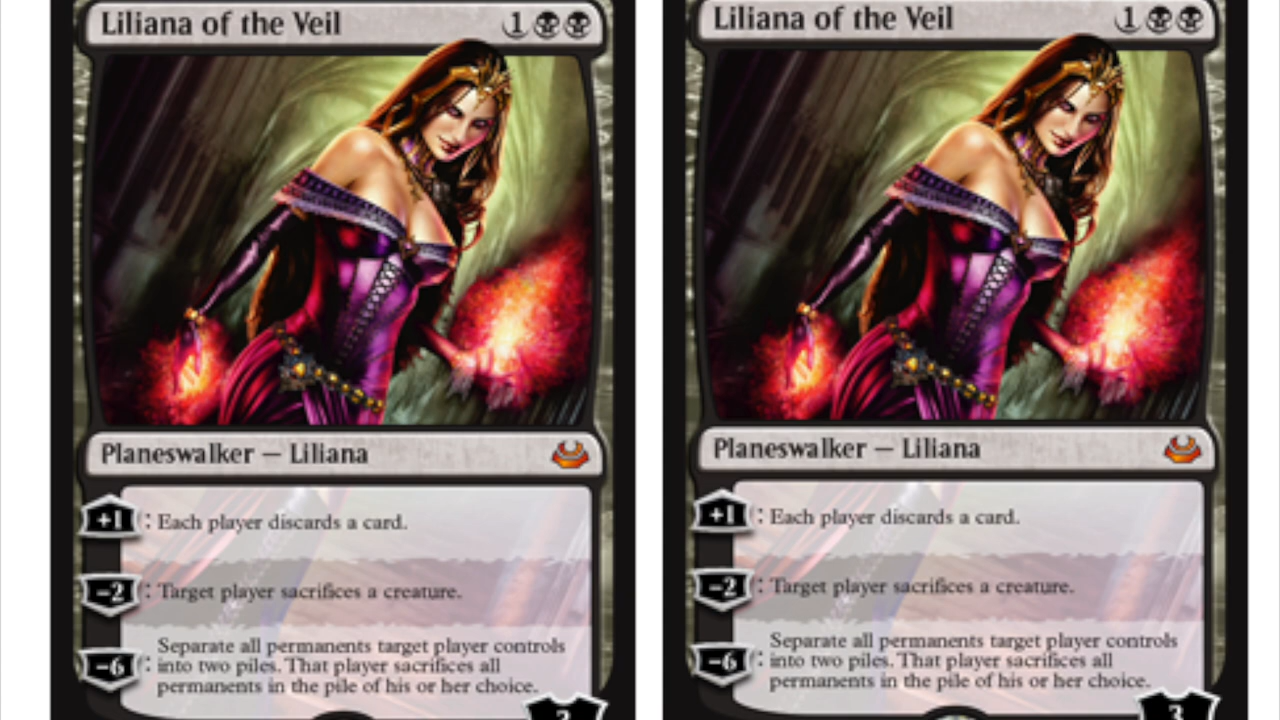 Liliana of the Veil 1
Planeswalker — Liliana
+1: Each player discards a card.
−2: Target player sacrifices a creature.
Separate all permanents target player controls
−6: into two piles. That player sacrifices all
permanents in the pile of his or her choice.
Liliana of the Veil 1
Planeswalker — Liliana
+1: Each player discards a card.
−2: Target player sacrifices a creature.
Separate all permanents target player controls
−6: into two piles. That player sacrifices all
permanents in the pile of his or her choice.
3